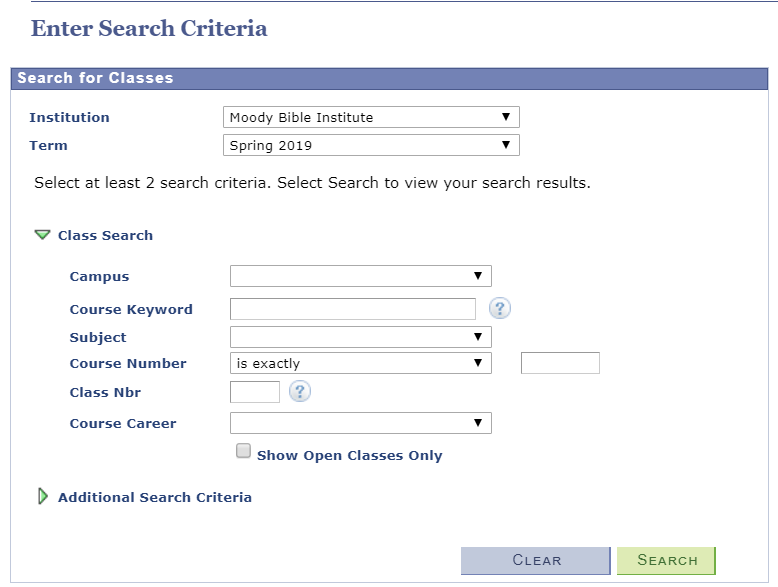 Enter Search Criteria
Search for Classes
Institution Moody Bible Institute
Term Spring 2019
Select at least 2 search criteria. Select Search to view your search results.
Class Search
Campus
Course Keyword ?
Subject
Course Number is exactly
Class Nbr ?
Course Career
Show Open Classes Only
Additional Search Criteria
CLEAR SEARCH